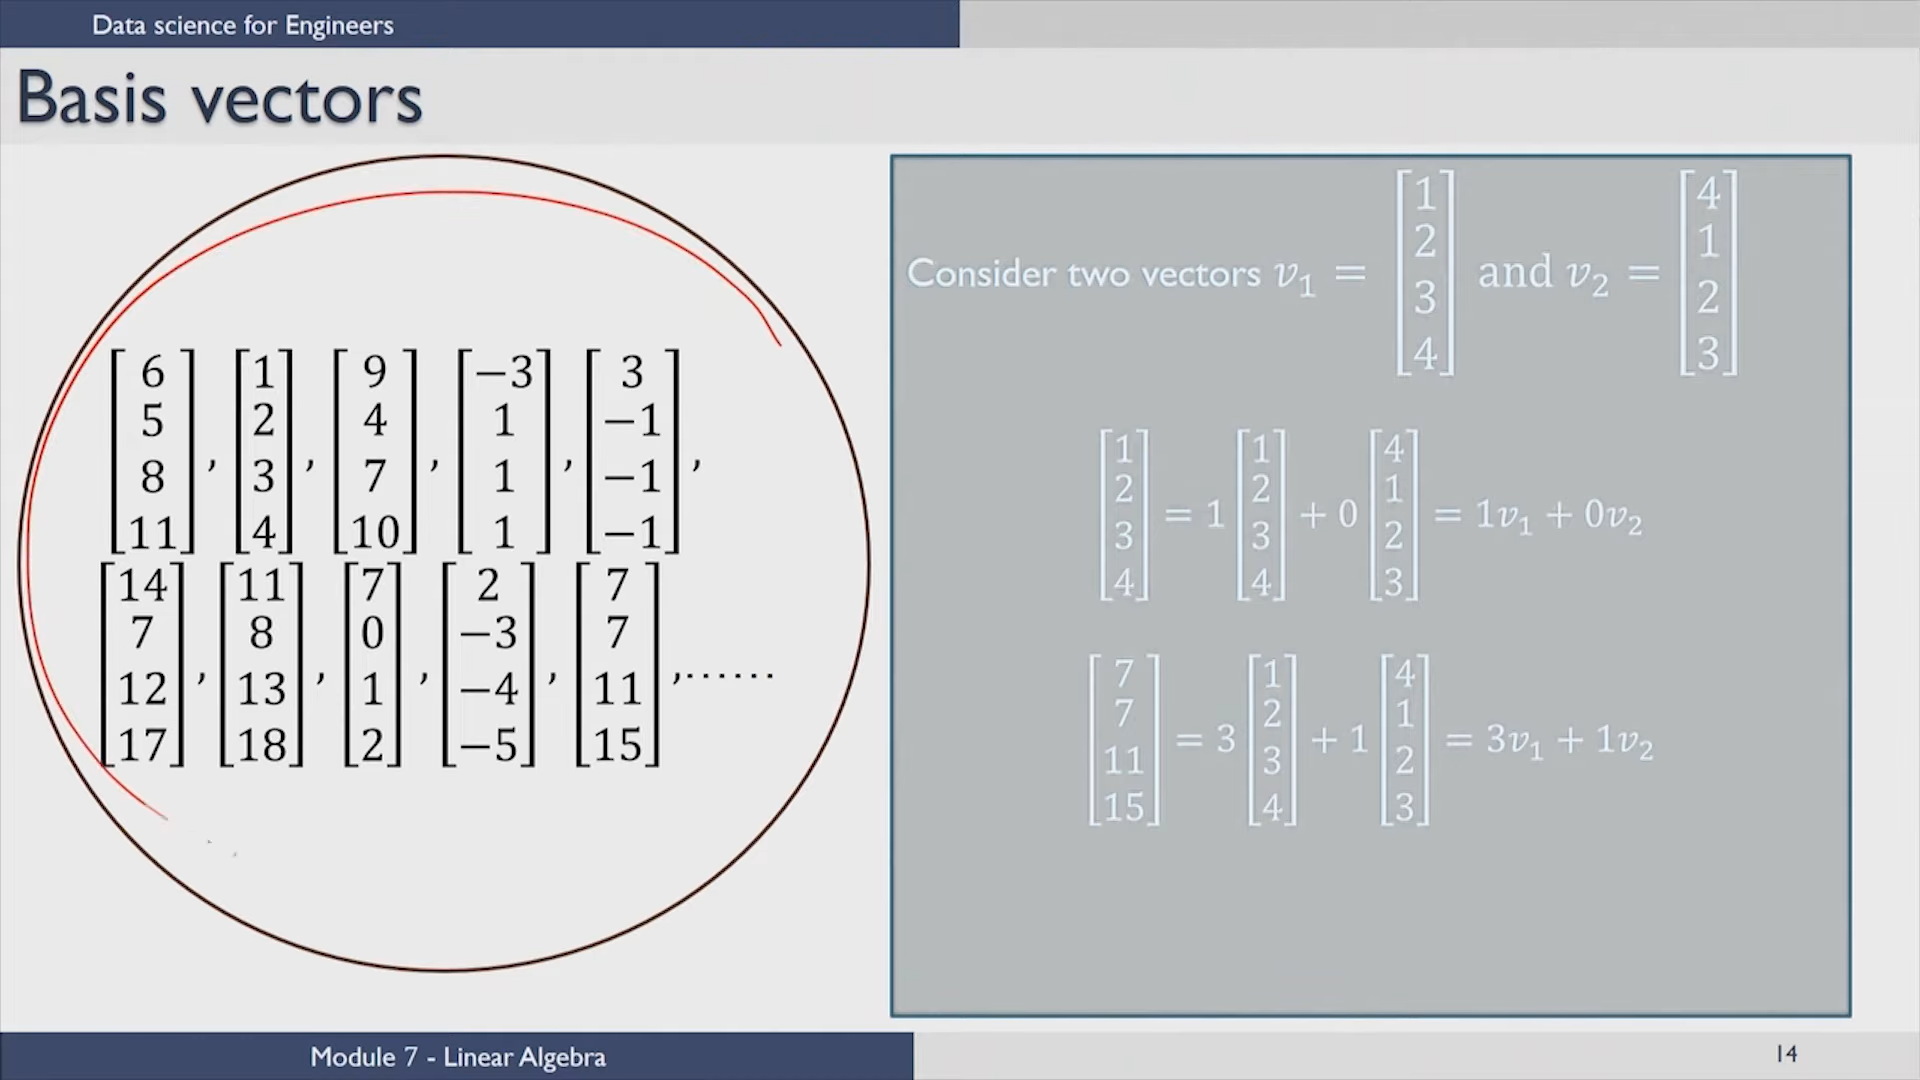 Data science for Engineers
Basis vectors
[6 5 8 11], [1 2 3 4], [9 4 7 10], [−3 1 1 1], [3 −1 −1 −1],
[14 7 12 17], [11 8 13 18], [7 0 1 2], [2 −3 −4 −5], [7 7 11 15],......
Consider two vectors v₁ = [1 2 3 4] and v₂ = [4 1 2 3]
[1 2 3 4] = 1 [1 2 3 4] + 0 [4 1 2 3] = 1v₁ + 0v₂
[7 7 11 15] = 3 [1 2 3 4] + 1 [4 1 2 3] = 3v₁ + 1v₂
Module 7 - Linear Algebra
14